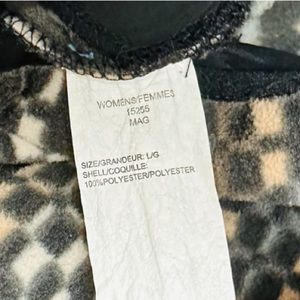 WOMENS/FEMMES
15255
MAG
SIZE/GRANDEUR: L/G
SHELL/COQUILLE:
100%POLYESTER/POLYESTER